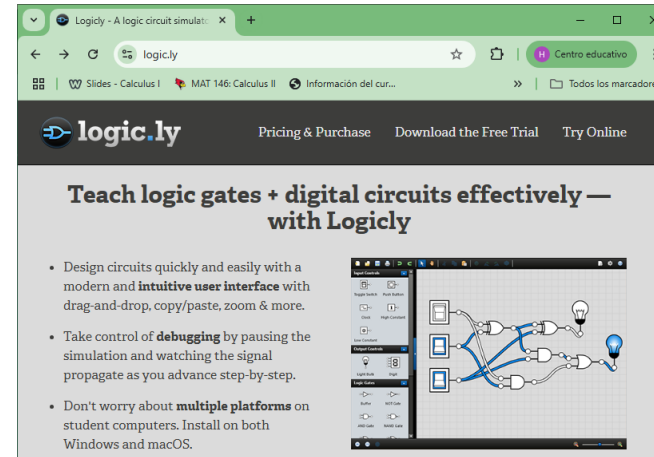 Logicly - A logic circuit simulato
logic.ly
H Centro educativo
Slides - Calculus I
MAT 146: Calculus II
Información del cur...
Todos los marcadore
logic.ly
Pricing & Purchase
Download the Free Trial
Try Online
Teach logic gates + digital circuits effectively —
with Logicly
• Design circuits quickly and easily with a
modern and intuitive user interface with
drag-and-drop, copy/paste, zoom & more.
• Take control of debugging by pausing the
simulation and watching the signal
propagate as you advance step-by-step.
• Don't worry about multiple platforms on
student computers. Install on both
Windows and macOS.
Input Controls
Toggle Switch Push Button
Clock High Constant
Low Constant
Output Controls
Light Bulb Digit
Logic Gates
Buffer NOT Gate
AND Gate NAND Gate